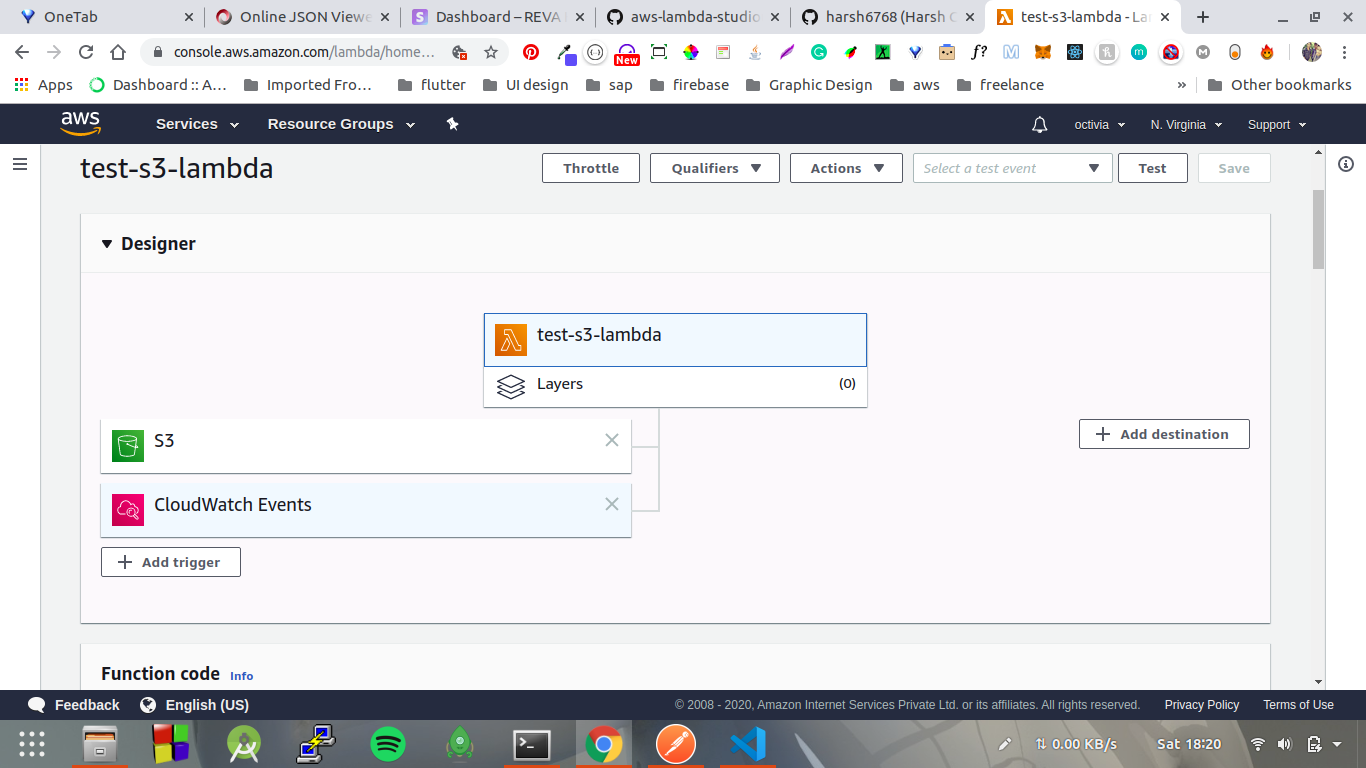 OneTab
Online JSON Viewe
Dashboard – REVA
aws-lambda-studio
harsh6768 (Harsh C
test-s3-lambda - La
console.aws.amazon.com/lambda/home…
New
f?
Apps
Dashboard :: A…
Imported Fro…
flutter
UI design
sap
firebase
Graphic Design
aws
freelance
»
Other bookmarks
aws
Services
Resource Groups
octivia
N. Virginia
Support
test-s3-lambda
Throttle
Qualifiers
Actions
Select a test event
Test
Save
Designer
test-s3-lambda
Layers
(0)
S3
CloudWatch Events
+ Add destination
+ Add trigger
Function code Info
Feedback
English (US)
© 2008 - 2020, Amazon Internet Services Private Ltd. or its affiliates. All rights reserved.
Privacy Policy
Terms of Use
0.00 KB/s
Sat 18:20